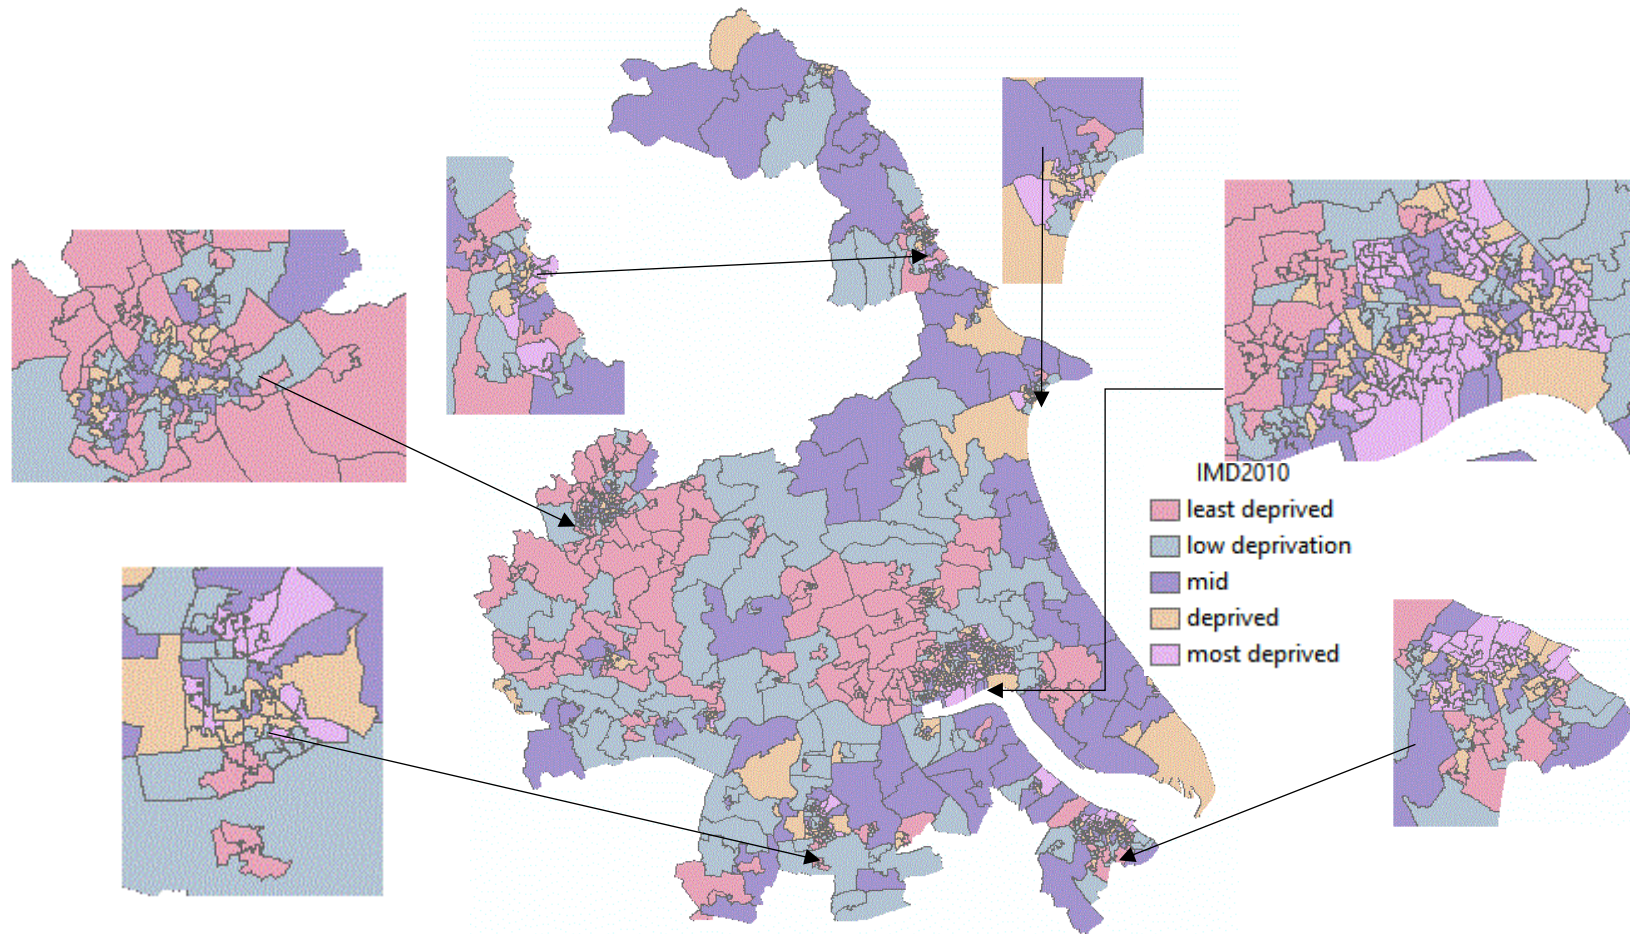 IMD2010
least deprived
low deprivation
mid
deprived
most deprived